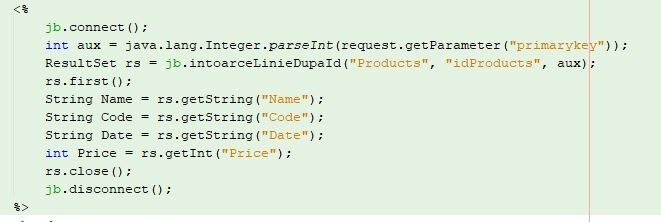 <%
jb.connect();
int aux = java.lang.Integer.parseInt(request.getParameter("primarykey"));
ResultSet rs = jb.intoarceLinieDupaId("Products", "idProducts", aux);
rs.first();
String Name = rs.getString("Name");
String Code = rs.getString("Code");
String Date = rs.getString("Date");
int Price = rs.getInt("Price");
rs.close();
jb.disconnect();
%>